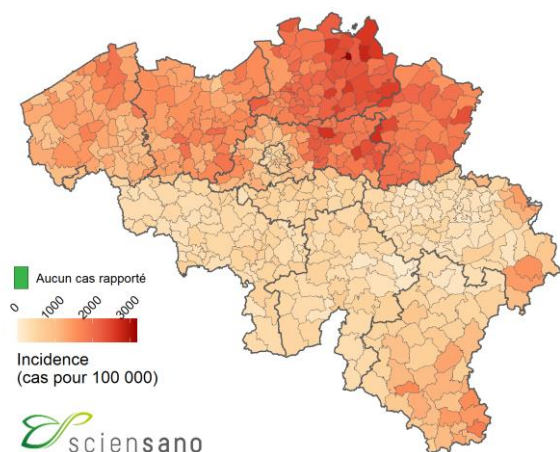 Aucun cas rapporté
0 1000 2000 3000
Incidence
(cas pour 100 000)
sciensano